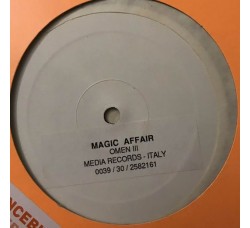 MAGIC AFFAIR
OMEN III
MEDIA RECORDS - ITALY
0039 / 30 / 2582161